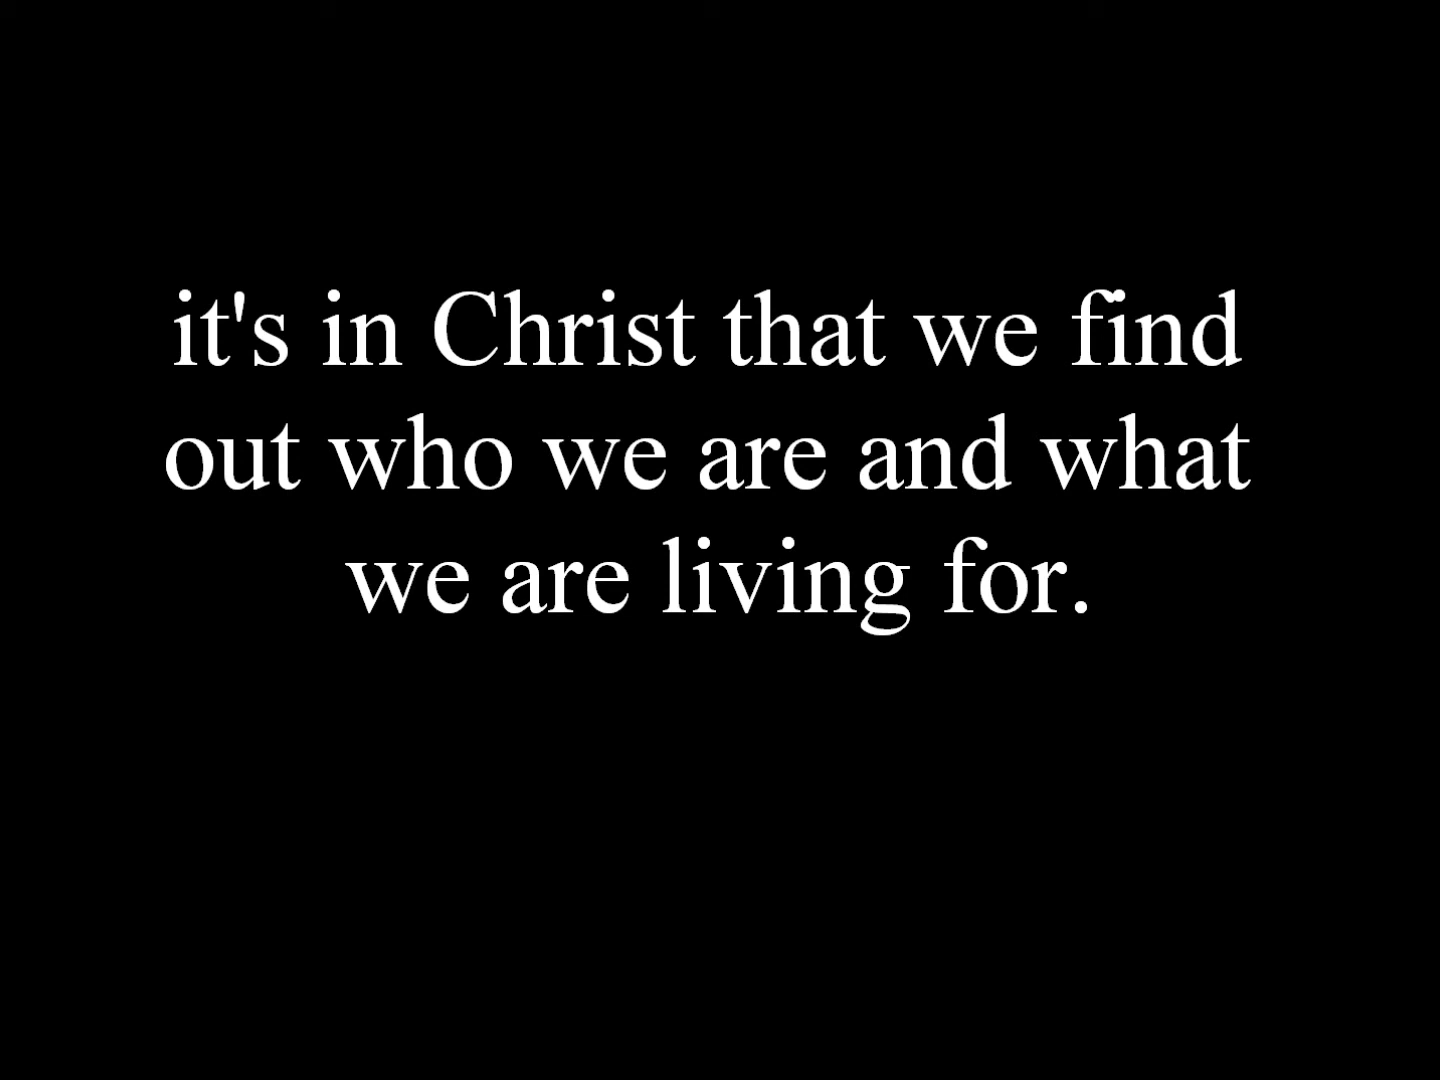 it's in Christ that we find
out who we are and what
we are living for.